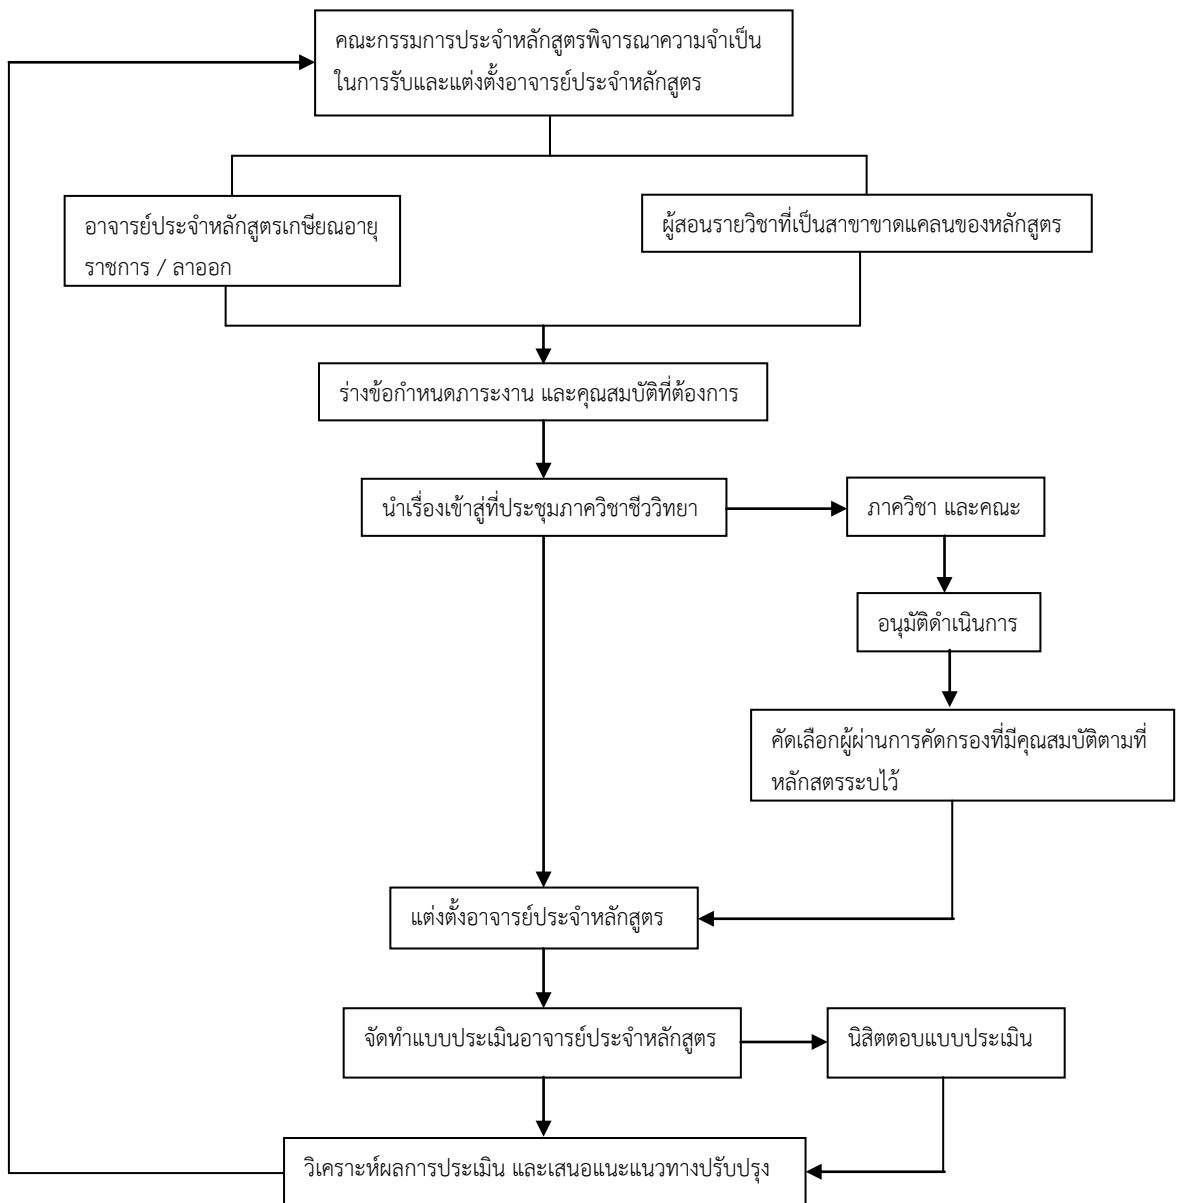 คณะกรรมการประจำหลักสูตรพิจารณาความจำเป็น
ในการรับและแต่งตั้งอาจารย์ประจำหลักสูตร
อาจารย์ประจำหลักสูตรเกษียณอายุ
ราชการ / ลาออก
ผู้สอนรายวิชาที่เป็นสาขาขาดแคลนของหลักสูตร
ร่างข้อกำหนดภาระงาน และคุณสมบัติที่ต้องการ
นำเรื่องเข้าสู่ที่ประชุมภาควิชาชีววิทยา
ภาควิชา และคณะ
อนุมัติดำเนินการ
คัดเลือกผู้ผ่านการคัดกรองที่มีคุณสมบัติตามที่
หลักสตรระบไว้
แต่งตั้งอาจารย์ประจำหลักสูตร
จัดทำแบบประเมินอาจารย์ประจำหลักสูตร
นิสิตตอบแบบประเมิน
วิเคราะห์ผลการประเมิน และเสนอแนะแนวทางปรับปรุง